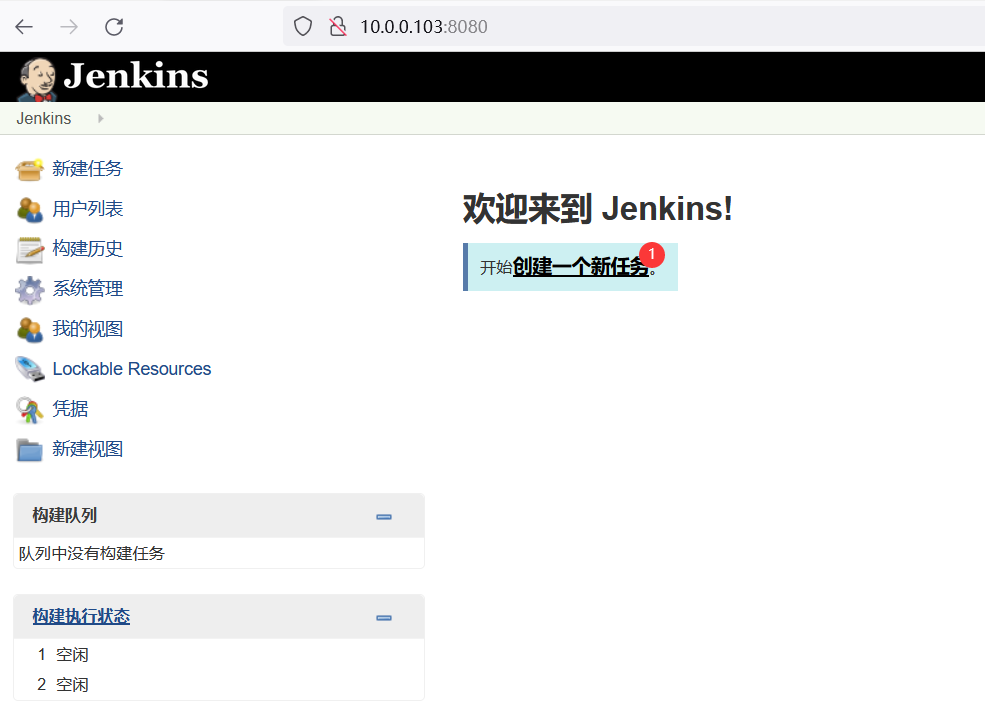 10.0.0.103:8080
Jenkins
Jenkins
新建任务
用户列表
构建历史
系统管理
我的视图
Lockable Resources
凭据
新建视图
构建队列
队列中没有构建任务
构建执行状态
1 空闲
2 空闲
欢迎来到 Jenkins!
开始创建一个新任务。
1